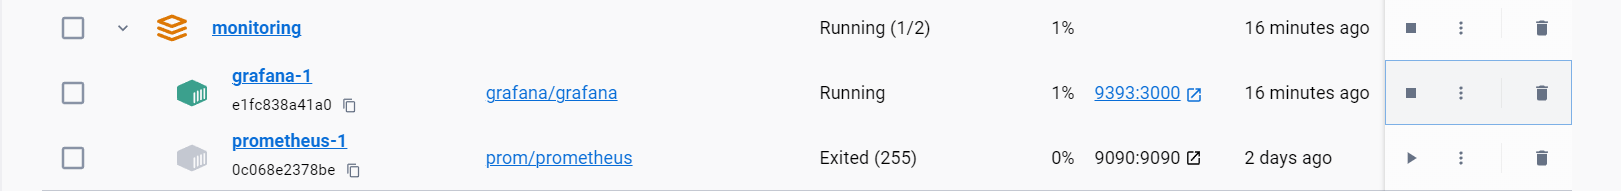 monitoring Running (1/2) 1% 16 minutes ago
grafana-1
e1fc838a41a0 grafana/grafana Running 1% 9393:3000 16 minutes ago
prometheus-1
0c068e2378be prom/prometheus Exited (255) 0% 9090:9090 2 days ago